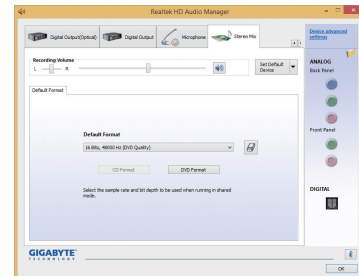 Realtek HD Audio Manager
Digital Output(Optical)
Digital Output
Microphone
Stereo Mix
Device advanced
settings
Recording Volume
L
R
Set Default
Device
ANALOG
Back Panel
Default Format
Default Format
16 Bits, 48000 Hz (DVD Quality)
CD Format
DVD Format
Select the sample rate and bit depth to be used when running in shared
mode.
Front Panel
DIGITAL
GIGABYTE
TECHNOLOGY
OK